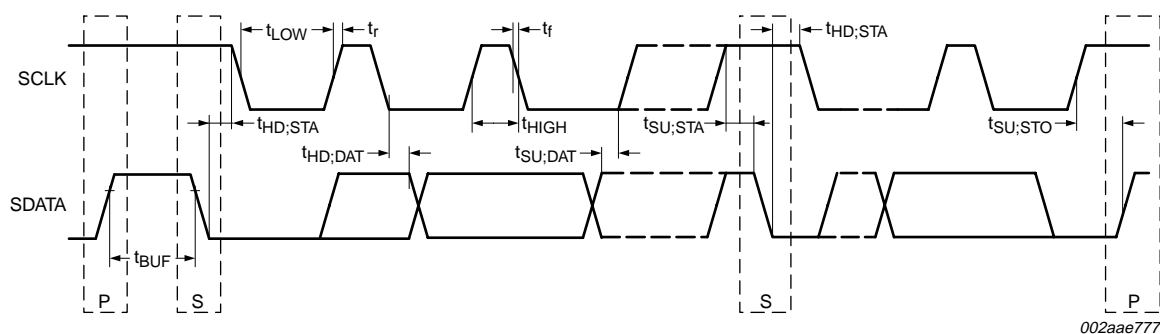 tLOW tr tf tHD;STA
SCLK
tHD;STA tHIGH tSU;STA tSU;STO
tHD;DAT tSU;DAT
SDATA
tBUF
P S S P
002aae777